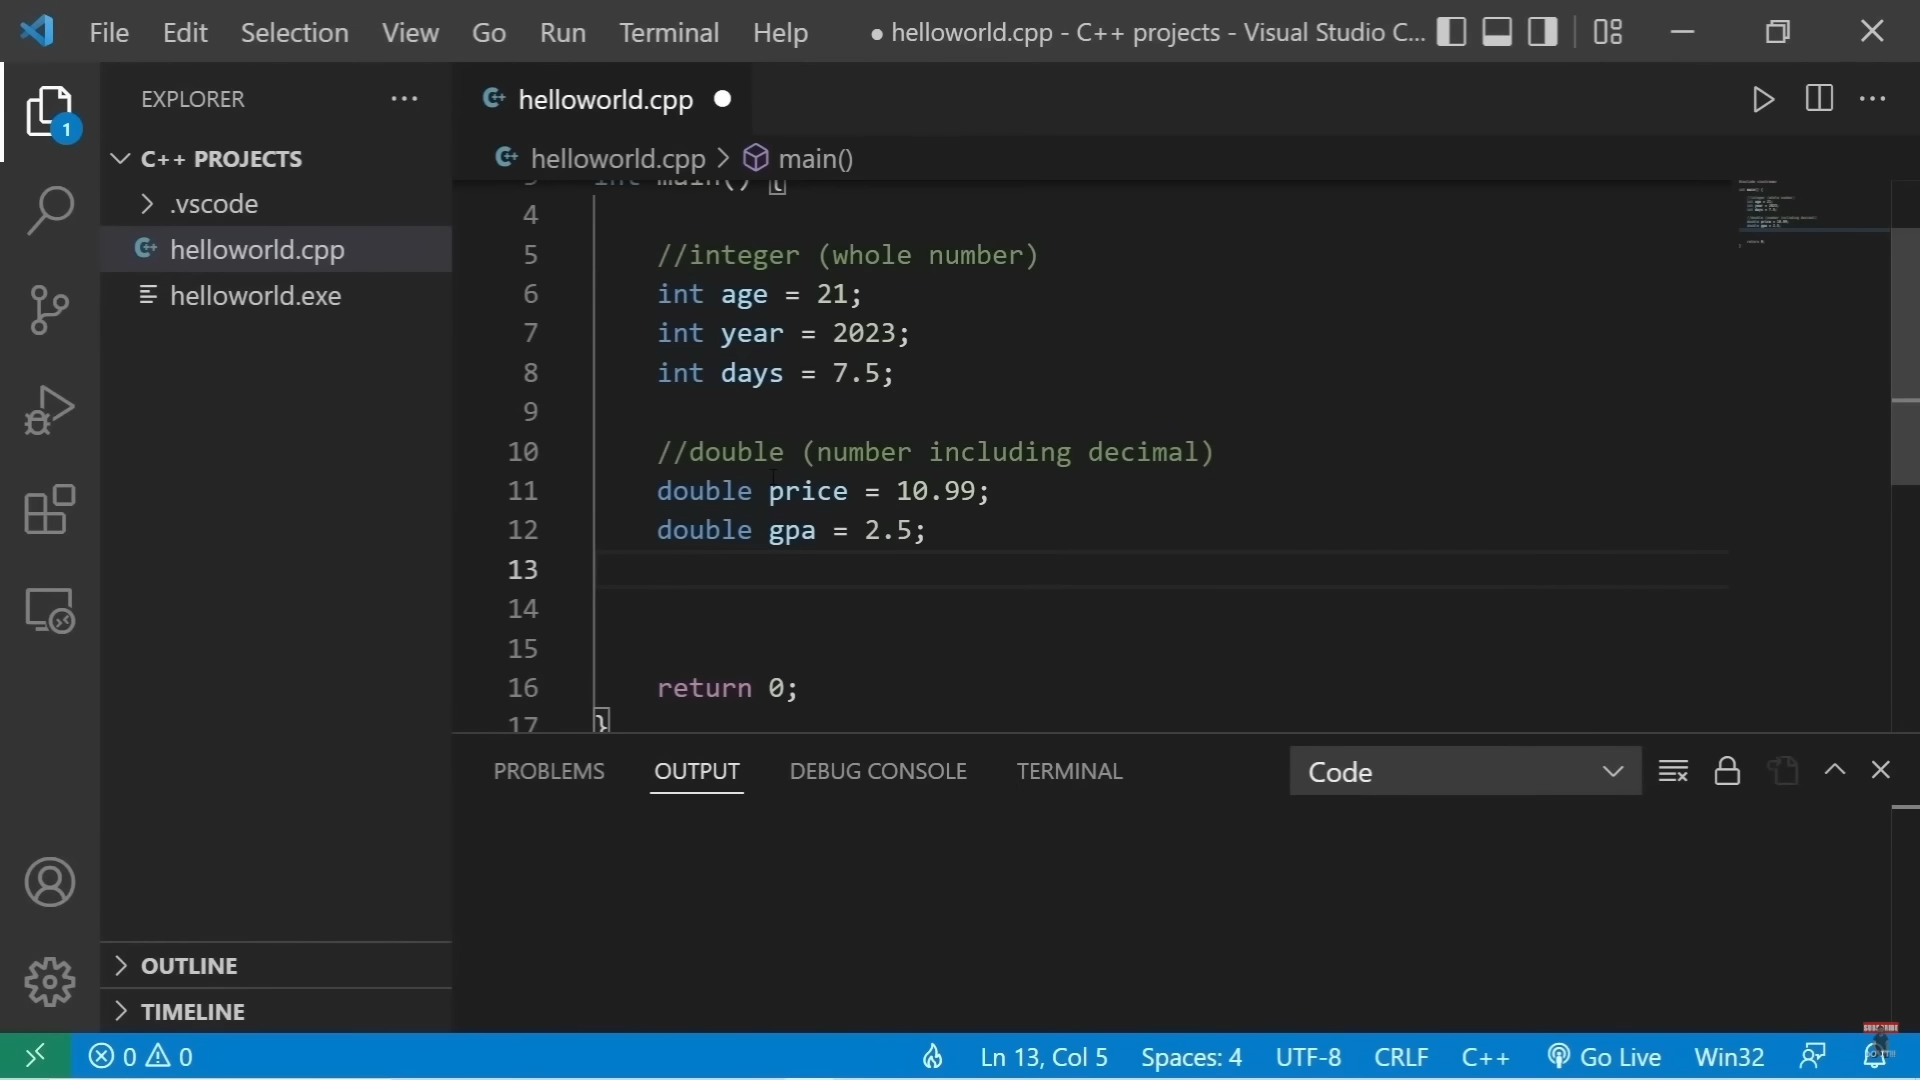 File Edit Selection View Go Run Terminal Help ● helloworld.cpp - C++ projects - Visual Studio C...
EXPLORER ...
helloworld.cpp ●
C++ PROJECTS
helloworld.cpp > main()
.vscode
helloworld.cpp
helloworld.exe
int main() {
4
5 //integer (whole number)
6 int age = 21;
7 int year = 2023;
8 int days = 7.5;
9
10 //double (number including decimal)
11 double price = 10.99;
12 double gpa = 2.5;
13
14
15
16 return 0;
17 }
PROBLEMS OUTPUT DEBUG CONSOLE TERMINAL Code
OUTLINE
TIMELINE
1
0 0 Ln 13, Col 5 Spaces: 4 UTF-8 CRLF C++ Go Live Win32